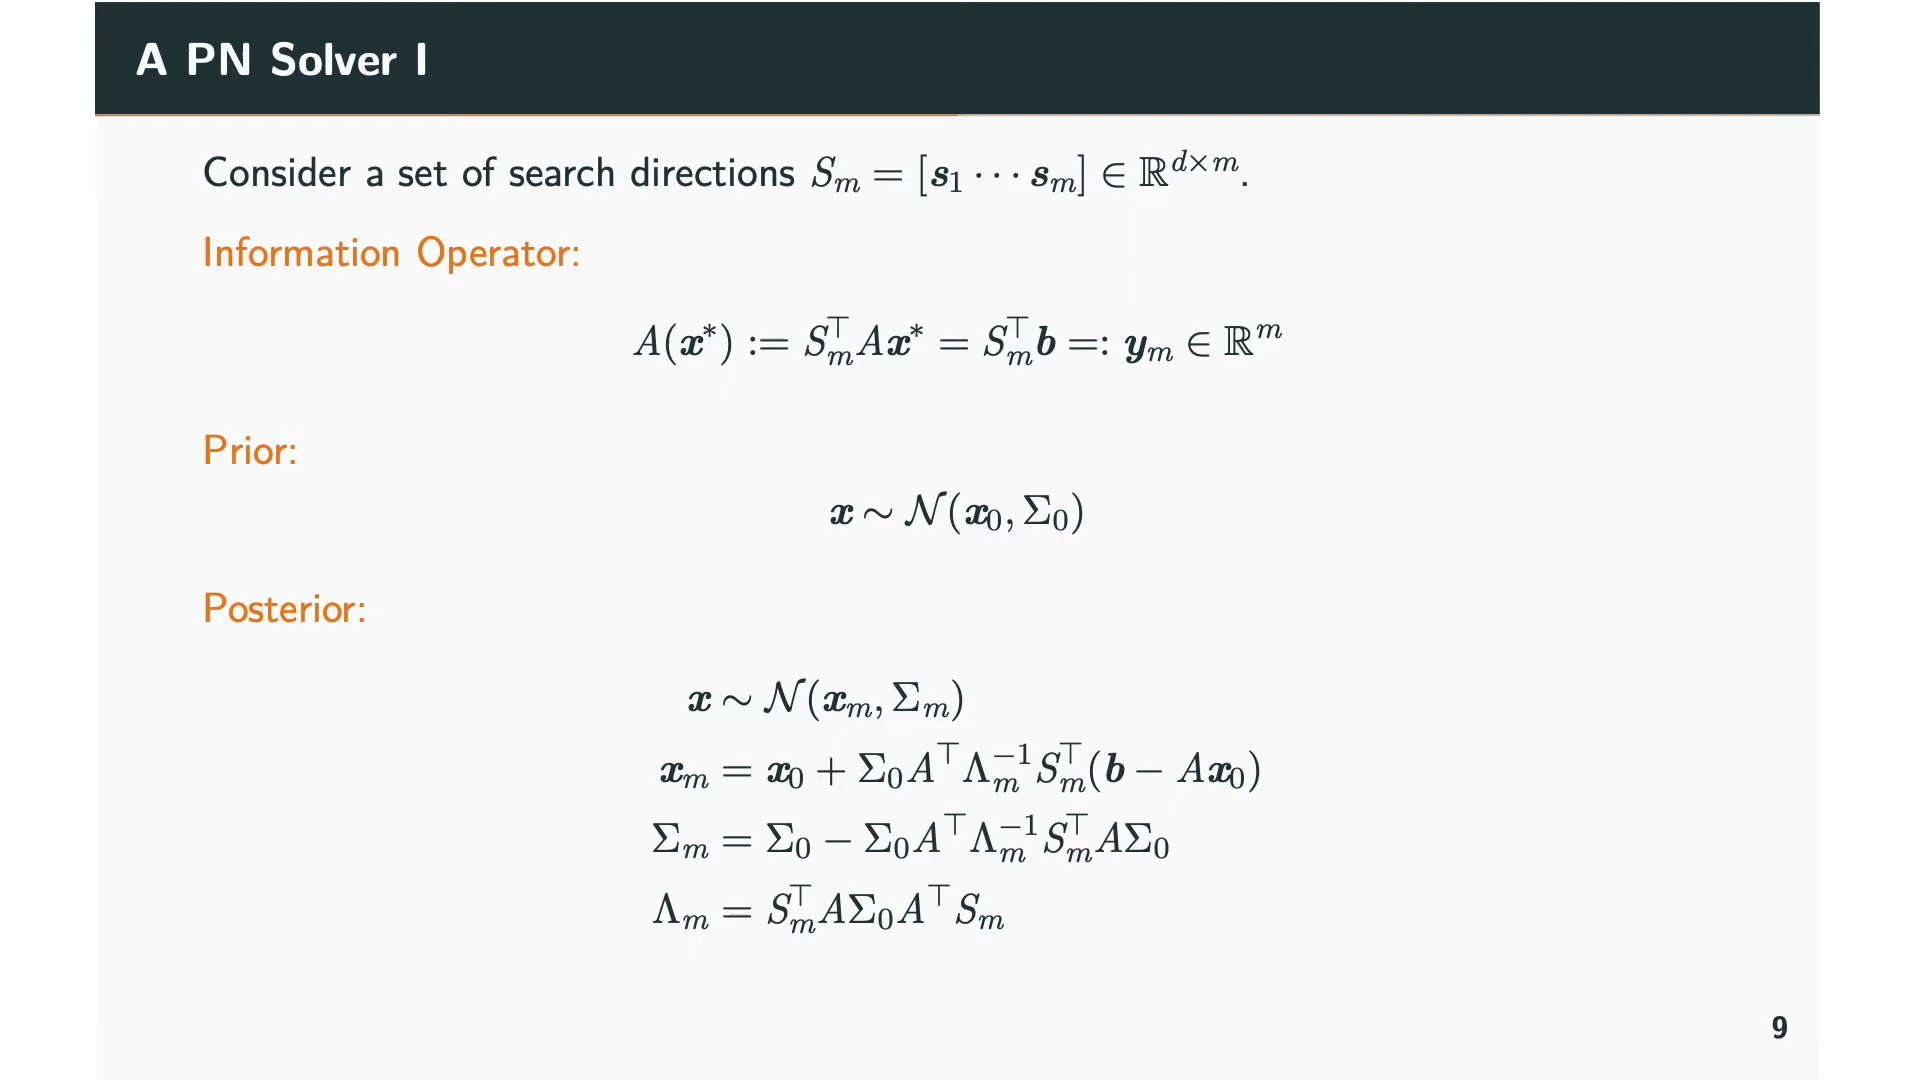 A PN Solver I
Consider a set of search directions $S_m = [\boldsymbol{s}_1 \cdots \boldsymbol{s}_m] \in \mathbb{R}^{d \times m}$.
Information Operator:
$A(\boldsymbol{x}^*) := S_m^\top A\boldsymbol{x}^* = S_m^\top \boldsymbol{b} =: \boldsymbol{y}_m \in \mathbb{R}^m$
Prior:
$\boldsymbol{x} \sim \mathcal{N}(\boldsymbol{x}_0, \Sigma_0)$
Posterior:
$\boldsymbol{x} \sim \mathcal{N}(\boldsymbol{x}_m, \Sigma_m)$
$\boldsymbol{x}_m = \boldsymbol{x}_0 + \Sigma_0 A^\top \Lambda_m^{-1} S_m^\top (\boldsymbol{b} - A\boldsymbol{x}_0)$
$\Sigma_m = \Sigma_0 - \Sigma_0 A^\top \Lambda_m^{-1} S_m^\top A \Sigma_0$
$\Lambda_m = S_m^\top A \Sigma_0 A^\top S_m$
9